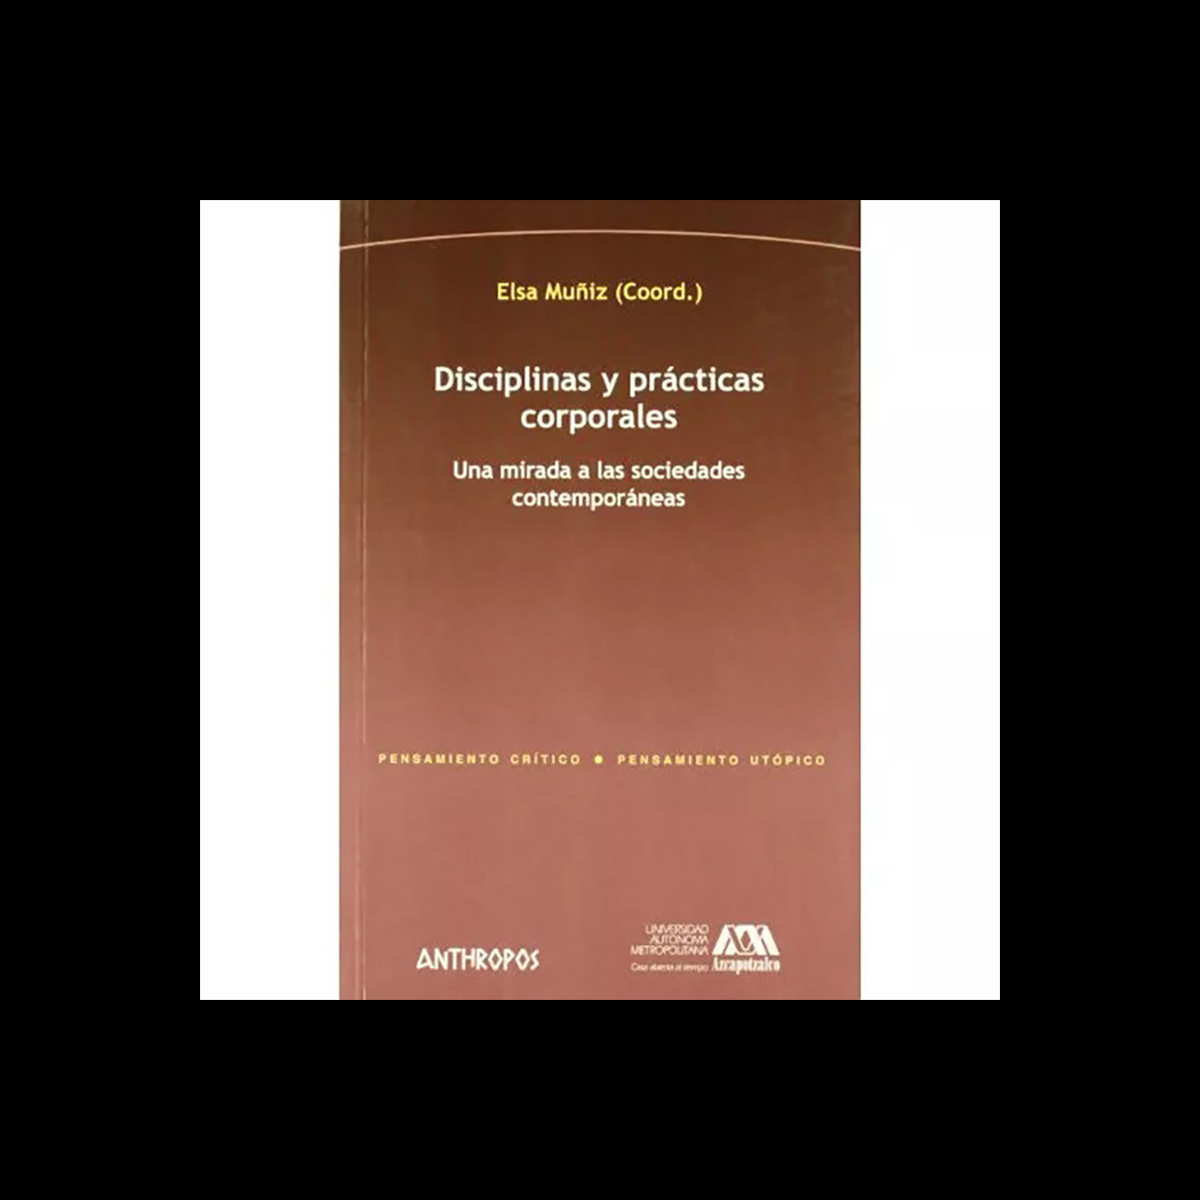 Elsa Muñiz (Coord.)
Disciplinas y prácticas
corporales
Una mirada a las sociedades
contemporáneas
PENSAMIENTO CRÍTICO • PENSAMIENTO UTÓPICO
ANTHROPOS
UNIVERSIDAD
AUTÓNOMA
METROPOLITANA
Casa abierta al tiempo
Azcapotzalco